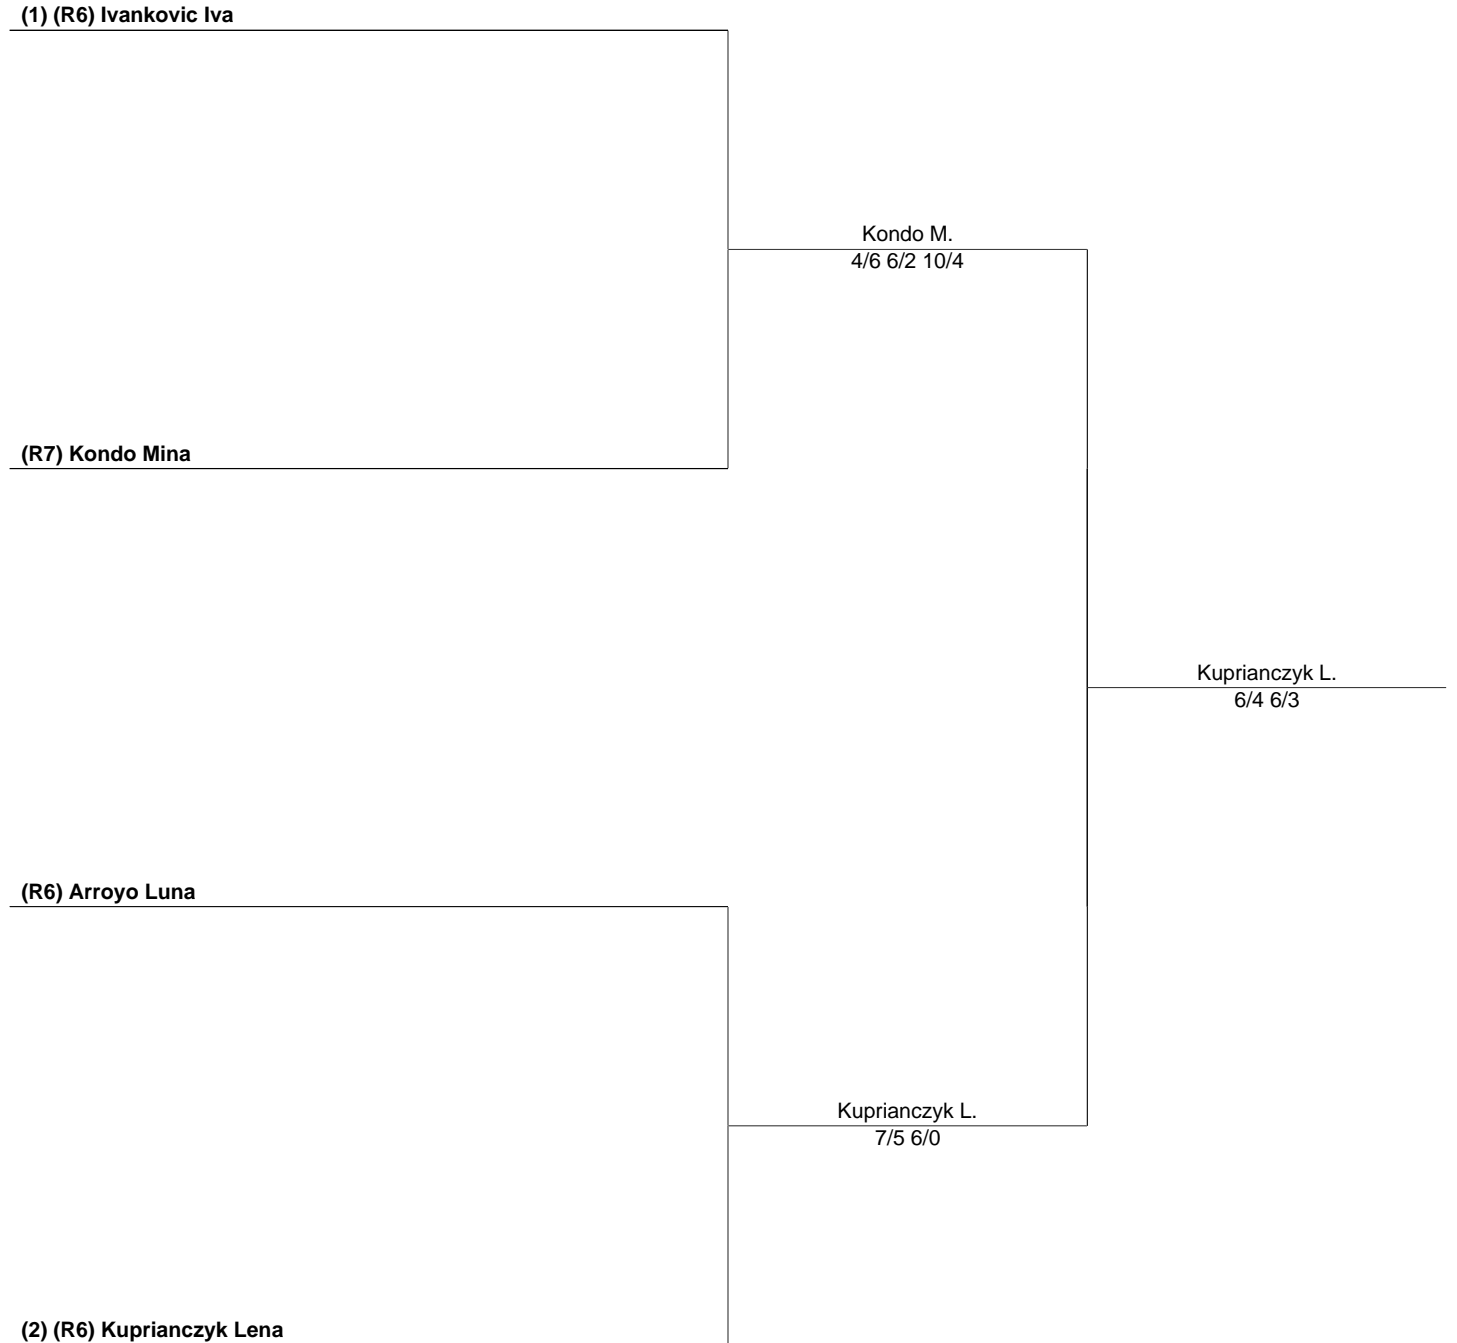 (1) (R6) Ivankovic Iva
Kondo M.
4/6 6/2 10/4
(R7) Kondo Mina
Kuprianczyk L.
6/4 6/3
(R6) Arroyo Luna
Kuprianczyk L.
7/5 6/0
(2) (R6) Kuprianczyk Lena